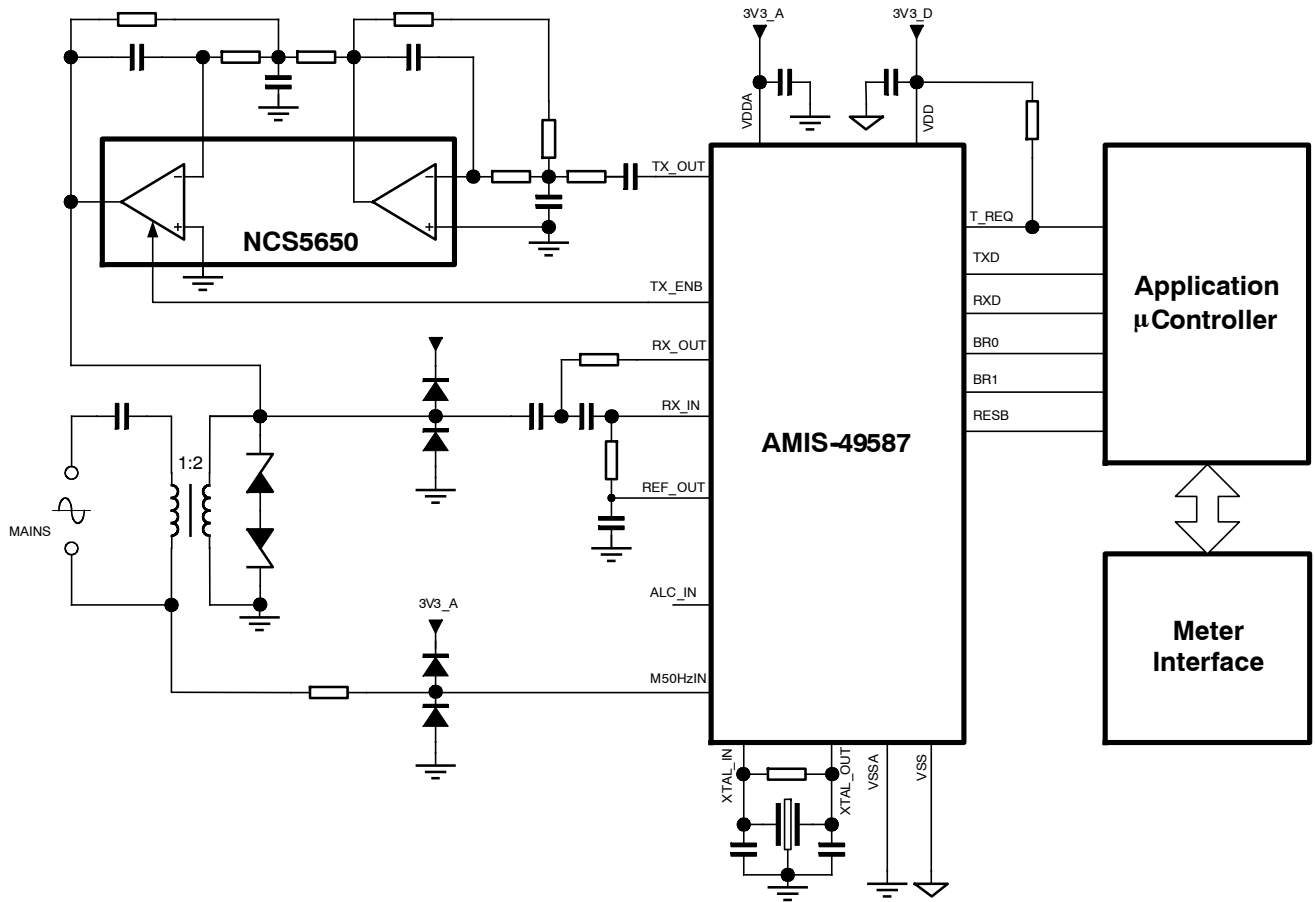 3V3_A
3V3_D
VDDA
VDD
TX_OUT
T_REQ
NCS5650
TXD
TX_ENB
RXD
Application
µController
RX_OUT
BR0
BR1
RX_IN
RESB
AMIS-49587
1:2
REF_OUT
MAINS
ALC_IN
3V3_A
Meter
Interface
M50HzIN
XTAL_IN
XTAL_OUT
VSSA
VSS
-
+
-
+